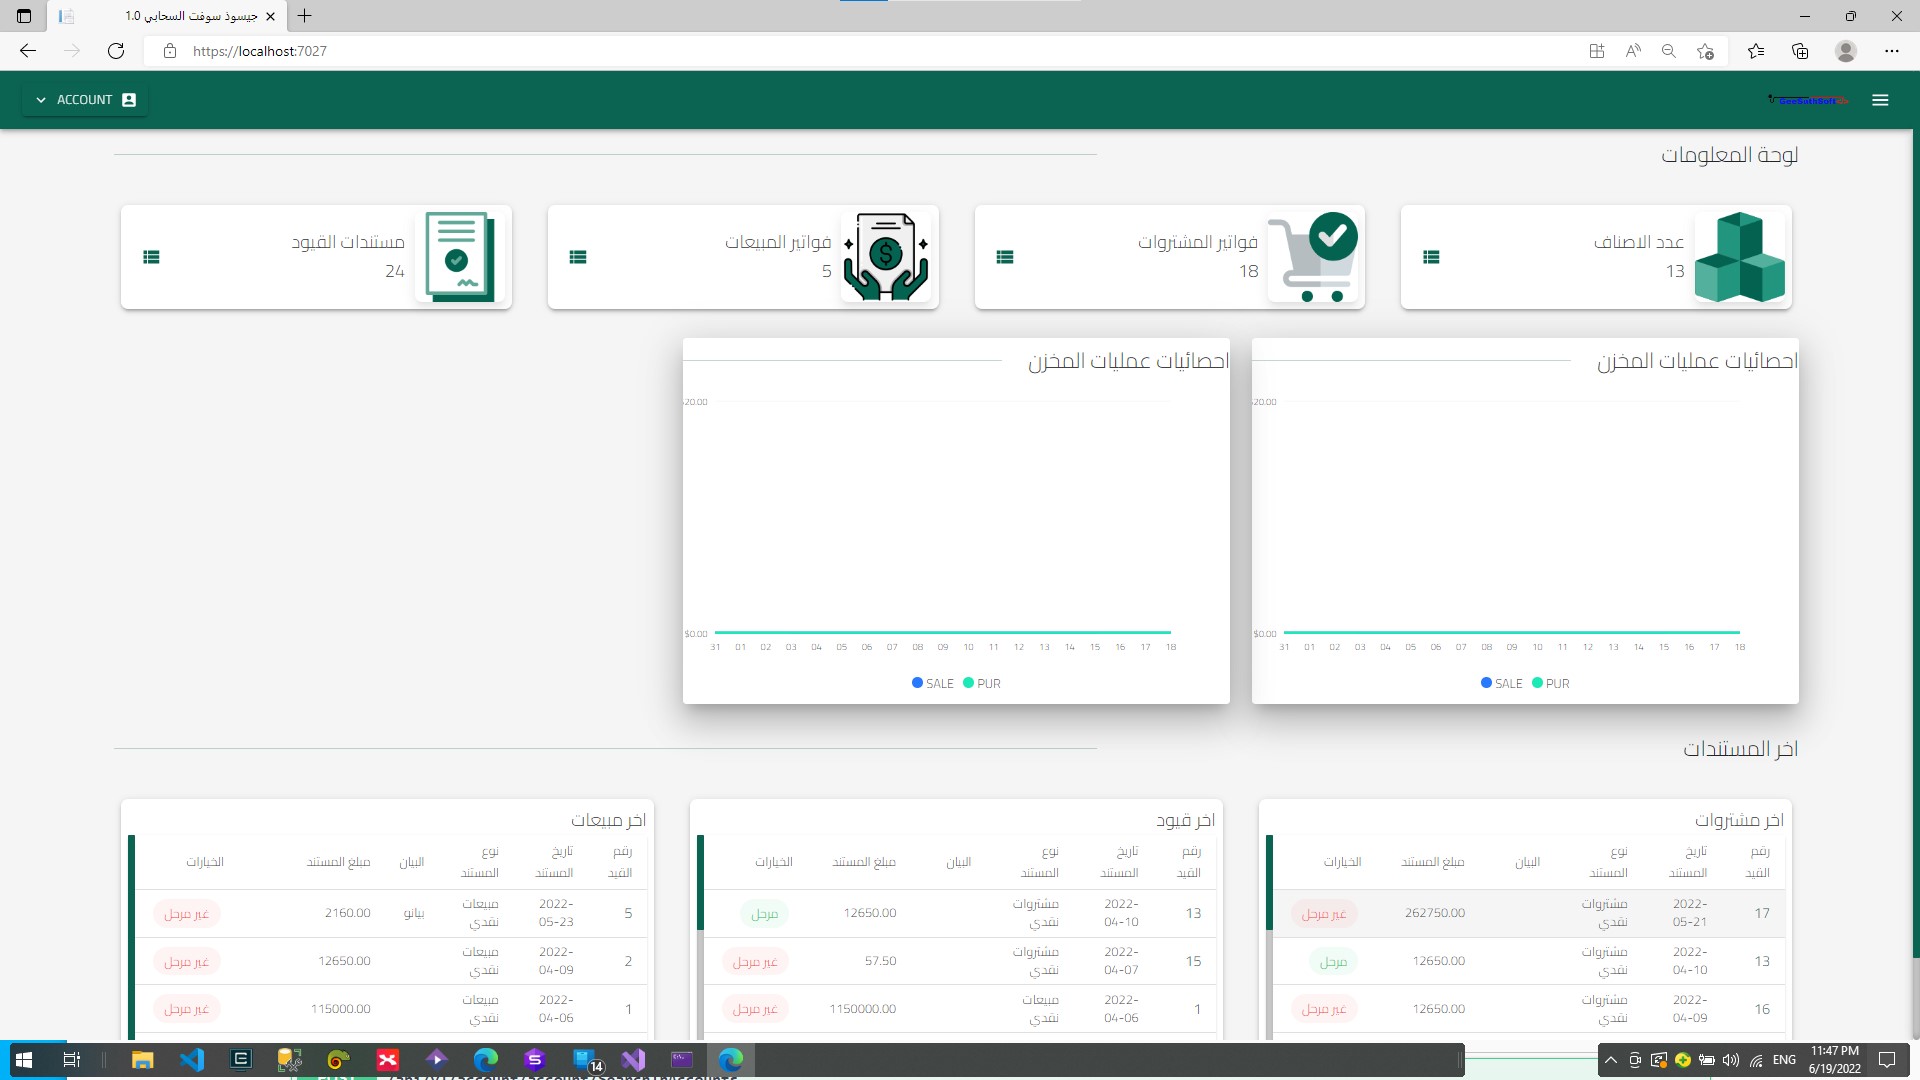 جيسوذ سوفت السحابي 1.0
https://localhost:7027
ACCOUNT
GeeSuthSoft
لوحة المعلومات
عدد الاصناف
13
فواتير المشتروات
18
فواتير المبيعات
5
مستندات القيود
24
احصائيات عمليات المخزن
20.00
$0.00
31 01 02 03 04 05 06 07 08 09 10 11 12 13 14 15 16 17 18
SALE PUR
احصائيات عمليات المخزن
20.00
$0.00
31 01 02 03 04 05 06 07 08 09 10 11 12 13 14 15 16 17 18
SALE PUR
اخر المستندات
اخر مشتروات
رقم القيد تاريخ المستند نوع المستند البيان مبلغ المستند الخيارات
17 2022-05-21 مشتروات نقدي 262750.00 غير مرحل
13 2022-04-10 مشتروات نقدي 12650.00 مرحل
16 2022-04-09 مشتروات نقدي 12650.00 غير مرحل
اخر قيود
رقم القيد تاريخ المستند نوع المستند البيان مبلغ المستند الخيارات
13 2022-04-10 مشتروات نقدي 12650.00 مرحل
15 2022-04-07 مشتروات نقدي 57.50 غير مرحل
1 2022-04-06 مبيعات نقدي 1150000.00 غير مرحل
اخر مبيعات
رقم القيد تاريخ المستند نوع المستند البيان مبلغ المستند الخيارات
5 2022-05-23 مبيعات نقدي بيانو 2160.00 غير مرحل
2 2022-04-09 مبيعات نقدي 12650.00 غير مرحل
1 2022-04-06 مبيعات نقدي 115000.00 غير مرحل
14
ENG
11:47 PM
6/19/2022